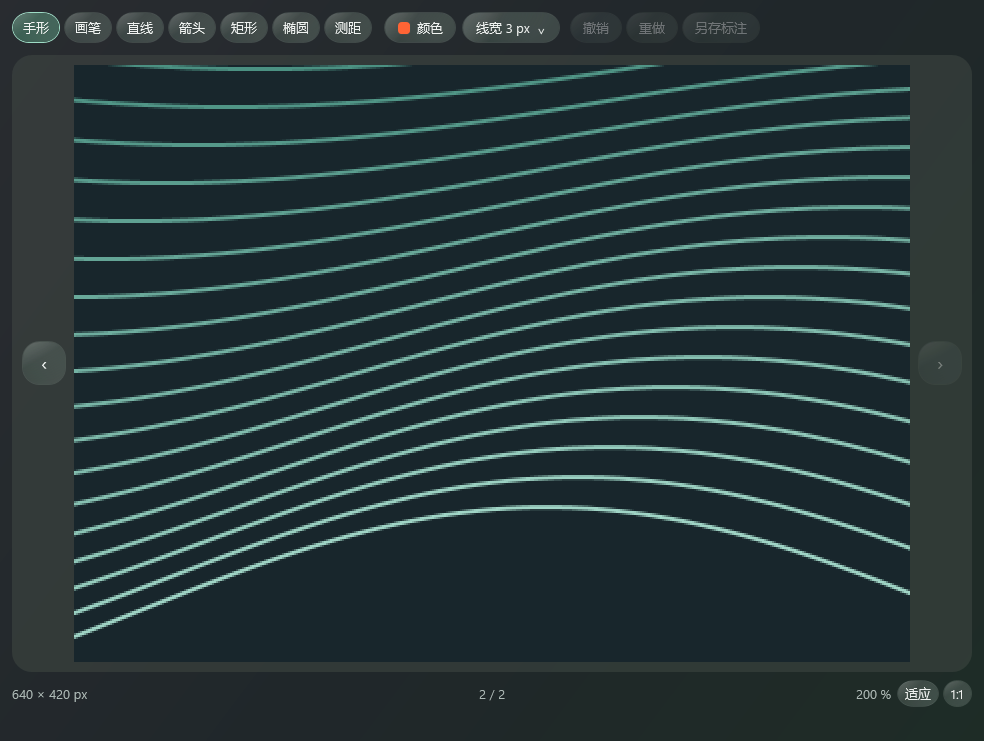 手形 画笔 直线 箭头 矩形 椭圆 测距 颜色 线宽 3 px 撤销 重做 另存标注
640 × 420 px 2 / 2 200 % 适应 1:1